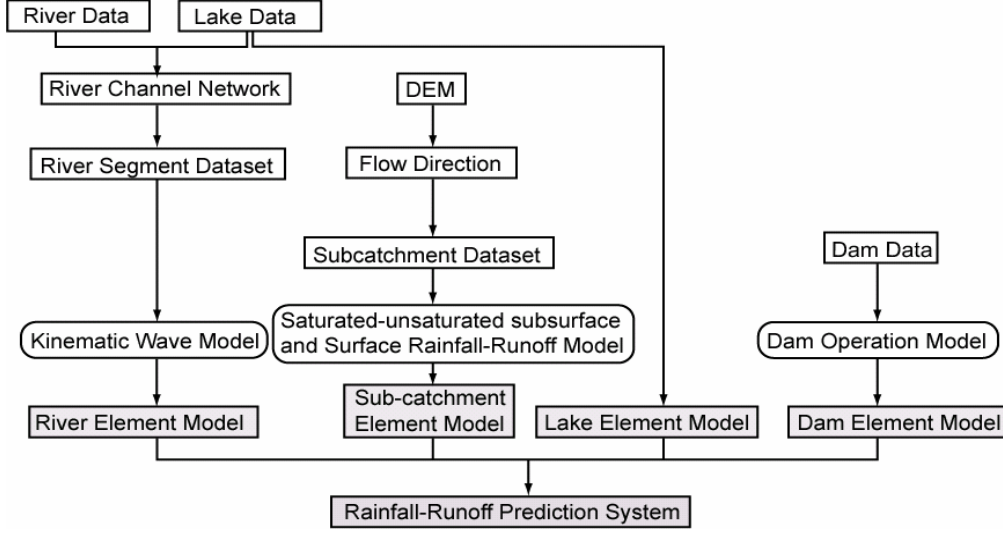 River Data
Lake Data
River Channel Network
DEM
River Segment Dataset
Flow Direction
Subcatchment Dataset
Dam Data
Kinematic Wave Model
Saturated-unsaturated subsurface
and Surface Rainfall-Runoff Model
Dam Operation Model
River Element Model
Sub-catchment
Element Model
Lake Element Model
Dam Element Model
Rainfall-Runoff Prediction System